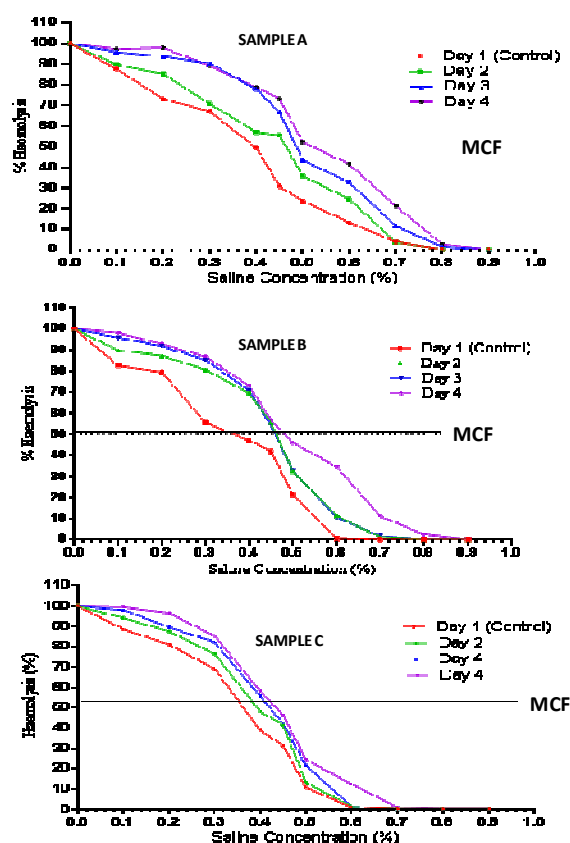 SAMPLE A
Day 1 (Control)
Day 2
Day 3
Day 4
MCF
% Haemolysis
110
100
90
80
70
60
50
40
30
20
10
0
0.0 0.1 0.2 0.3 0.4 0.5 0.6 0.7 0.8 0.9 1.0
Saline Concentration (%)
SAMPLE B
Day 1 (Control)
Day 2
Day 3
Day 4
MCF
% Haemolysis
110
100
90
80
70
60
50
40
30
20
10
0
0.0 0.1 0.2 0.3 0.4 0.5 0.6 0.7 0.8 0.9 1.0
Saline Concentration (%)
SAMPLE C
Day 1 (Control)
Day 2
Day
Day 4
MCF
Haemolysis (%)
110
100
90
80
70
60
50
40
30
20
10
0
0.0 0.1 0.2 0.3 0.4 0.5 0.6 0.7 0.8 0.9 1.0
Saline Concentration (%)